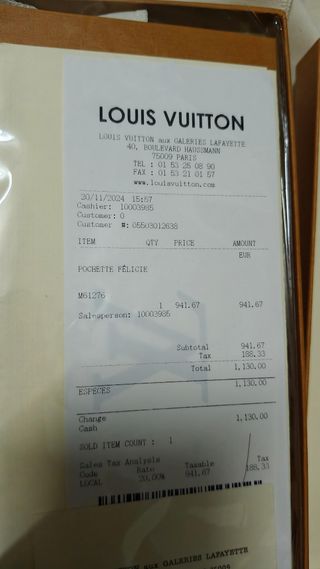 LOUIS VUITTON
LOUIS VUITTON aux GALERIES LAFAYETTE
40, BOULEVARD HAUSSMANN
75009 PARIS
TEL : 01 53 25 08 90
FAX : 01 53 21 01 57
www.louisvuitton.com
20/11/2024 15:57
Cashier: 10003985
Customer: 0
Customer #: 05503012638
ITEM QTY PRICE AMOUNT
EUR
POCHETTE FÉLICIE
M61276
1 941.67 941.67
Salesperson: 10003985
Subtotal 941.67
Tax 188.33
Total 1,130.00
ESPECES 1,130.00
Change
Cash 1,130.00
SOLD ITEM COUNT : 1
Sales Tax Analysis
Code Rate Taxable Tax
LOCAL 20.00% 941.67 188.33
aux GALERIES LAFAYETTE